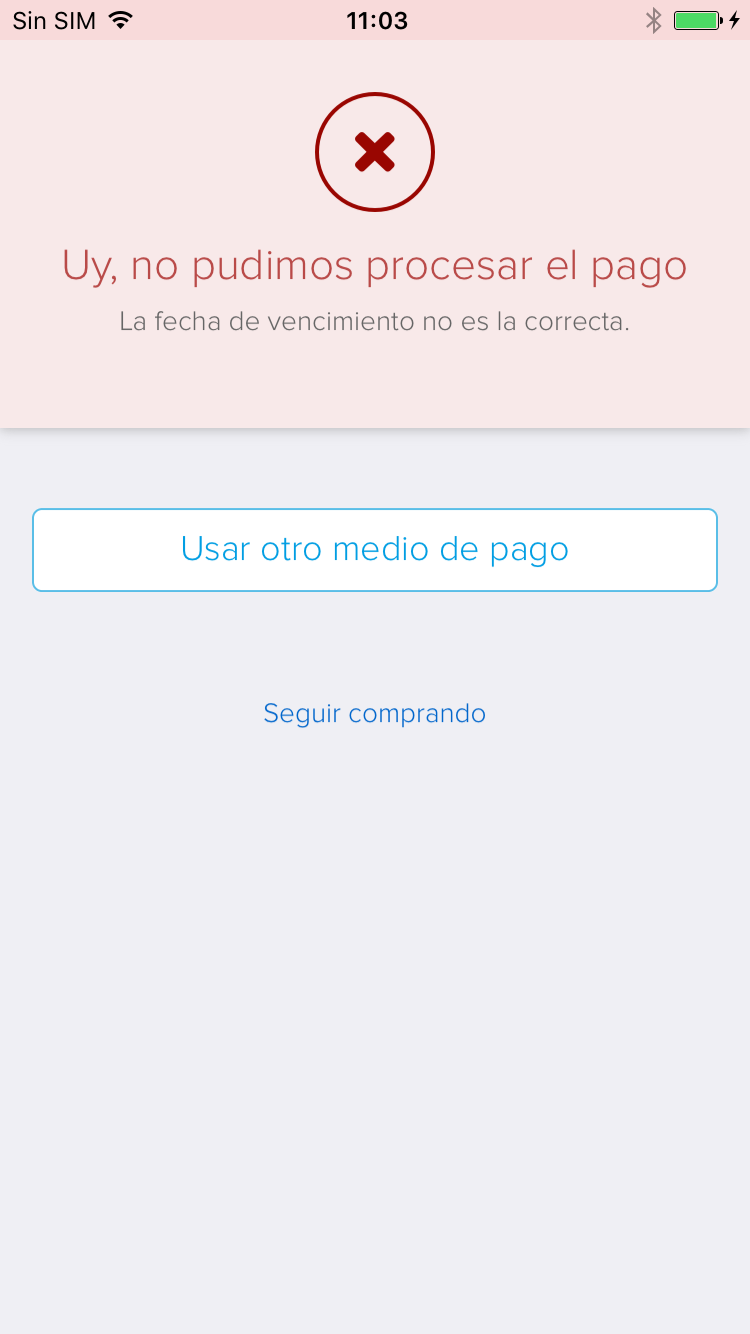 Sin SIM 11:03
Uy, no pudimos procesar el pago
La fecha de vencimiento no es la correcta.
Usar otro medio de pago
Seguir comprando